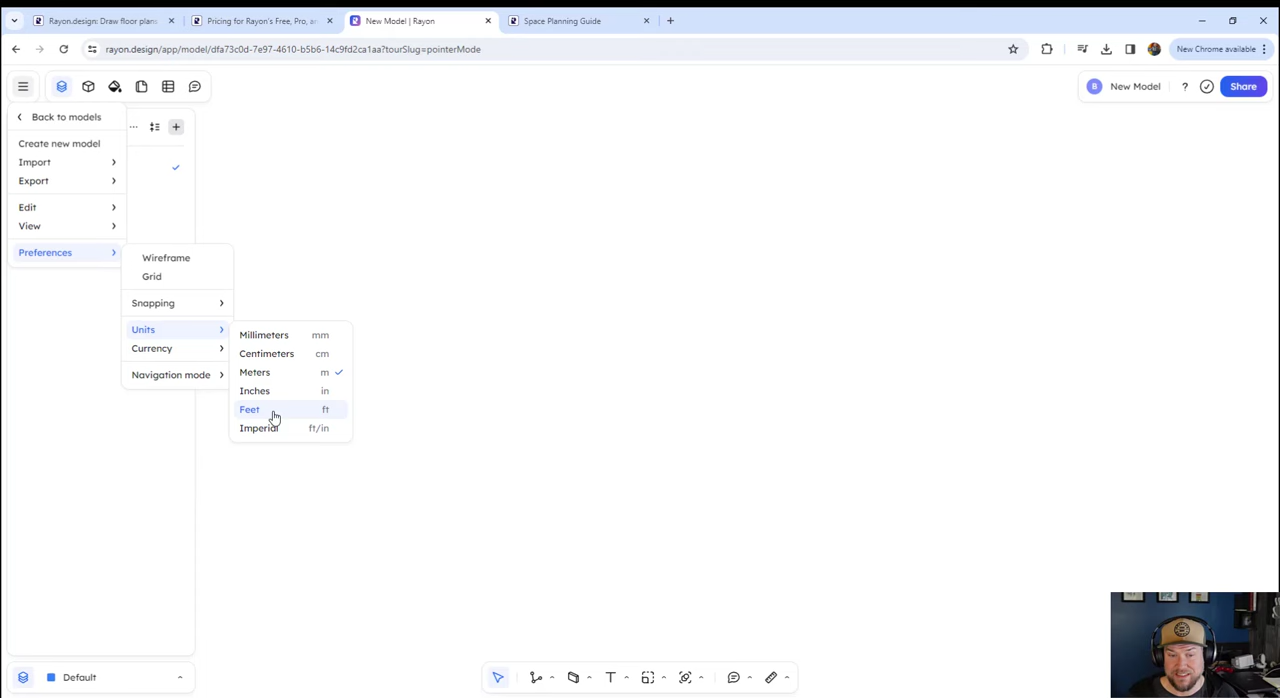 Rayon.design: Draw floor plans
Pricing for Rayon's Free, Pro, an
New Model | Rayon
Space Planning Guide
rayon.design/app/model/dfa73c0d-7e97-4610-b5b6-14c9fd2ca1aa?tourSlug=pointerMode
New Chrome available
B New Model ? Share
Back to models
Create new model
Import
Export
Edit
View
Preferences
Wireframe
Grid
Snapping
Units
Currency
Navigation mode
Millimeters mm
Centimeters cm
Meters m
Inches in
Feet ft
Imperial ft/in
Default
T